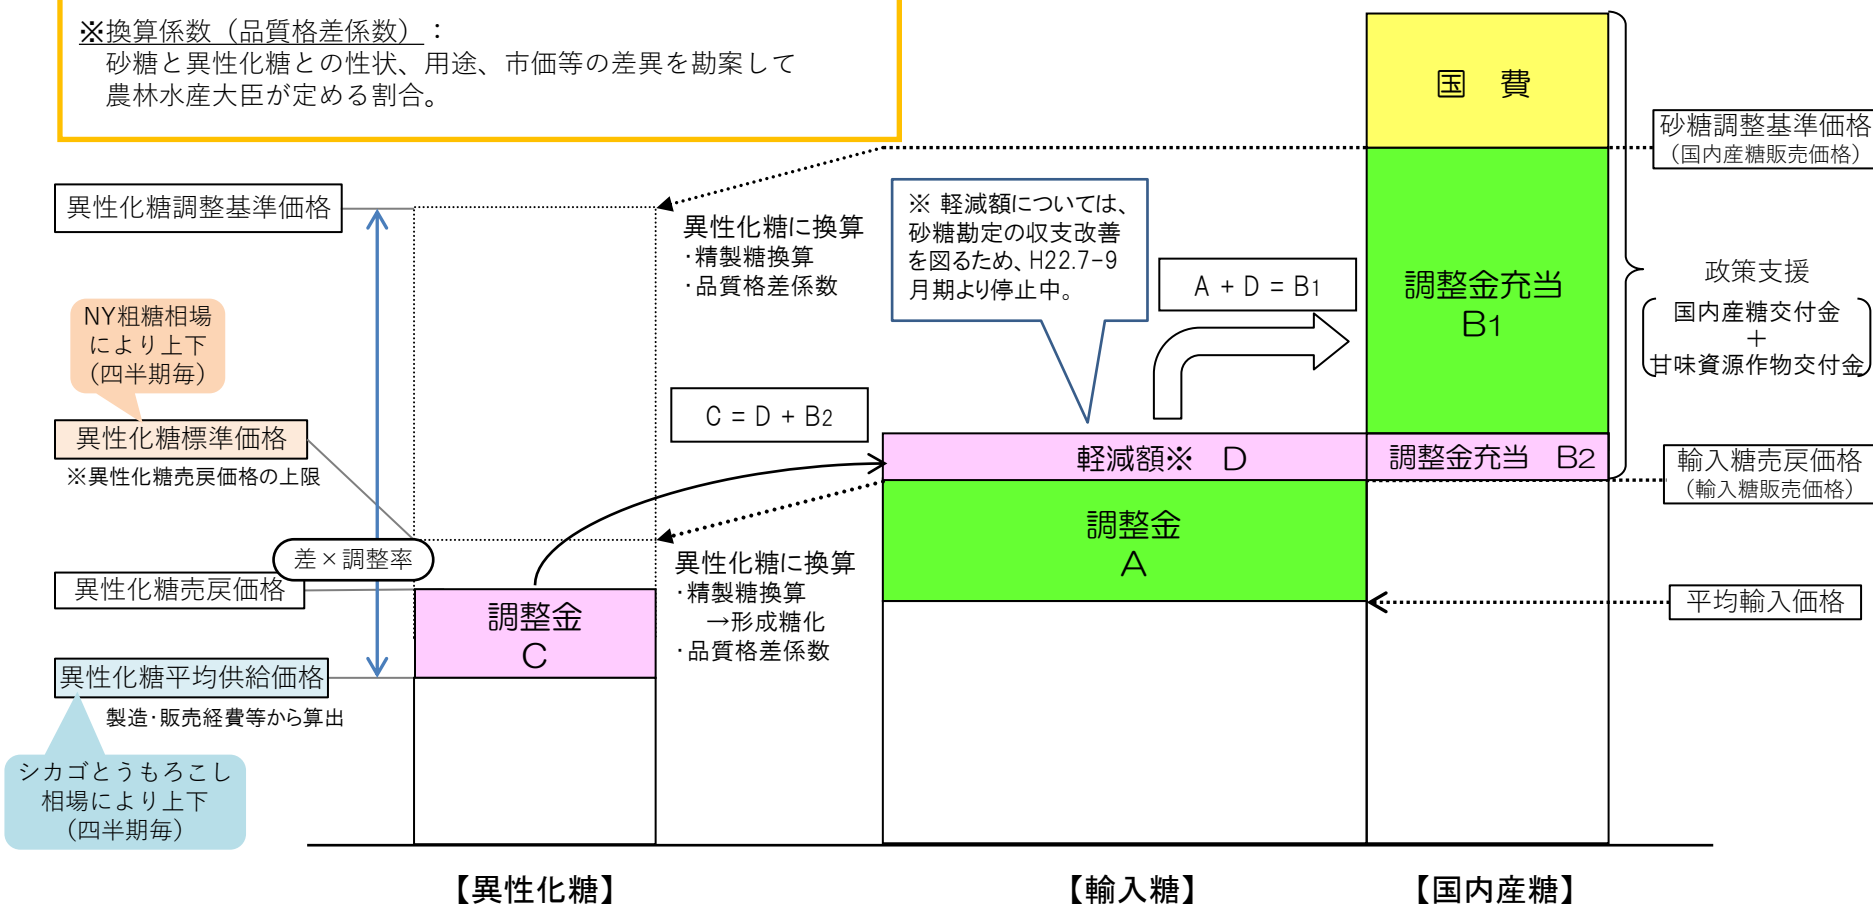 ※換算係数（品質格差係数）：
砂糖と異性化糖との性状、用途、市価等の差異を勘案して
農林水産大臣が定める割合。
国　費
砂糖調整基準価格
（国内産糖販売価格）
異性化糖調整基準価格
異性化糖に換算
・精製糖換算
・品質格差係数
※ 軽減額については、
砂糖勘定の収支改善
を図るため、H22.7-9
月期より停止中。
A + D = B1
調整金充当
B1
政策支援
国内産糖交付金
＋
甘味資源作物交付金
NY粗糖相場
により上下
（四半期毎）
C = D + B2
異性化糖標準価格
※異性化糖売戻価格の上限
軽減額※　D
調整金充当　B2
輸入糖売戻価格
（輸入糖販売価格）
調整金
A
差×調整率
異性化糖に換算
・精製糖換算
→形成糖化
・品質格差係数
異性化糖売戻価格
調整金
C
平均輸入価格
異性化糖平均供給価格
製造・販売経費等から算出
シカゴとうもろこし
相場により上下
（四半期毎）
【異性化糖】
【輸入糖】
【国内産糖】